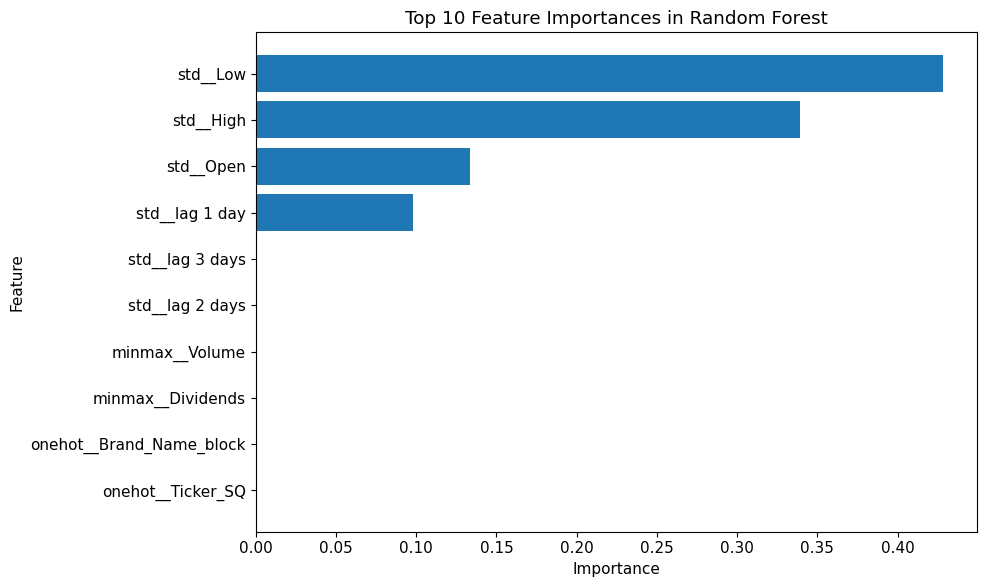 Top 10 Feature Importances in Random Forest
std__Low
std__High
std__Open
std__lag 1 day
std__lag 3 days
std__lag 2 days
minmax__Volume
minmax__Dividends
onehot__Brand_Name_block
onehot__Ticker_SQ
Feature
0.00 0.05 0.10 0.15 0.20 0.25 0.30 0.35 0.40
Importance